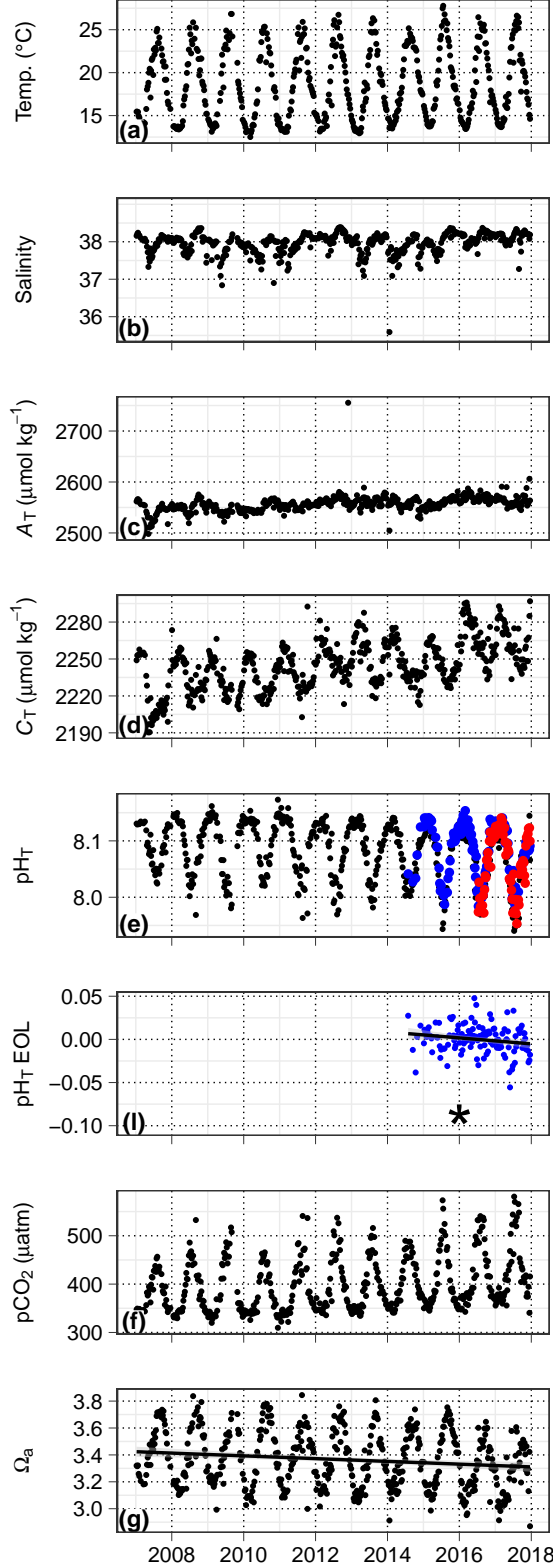 Temp. (°C)
25
20
15
(a)
Salinity
38
37
36
(b)
A_T (μmol kg⁻¹)
2700
2600
2500
(c)
C_T (μmol kg⁻¹)
2280
2250
2220
2190
(d)
pH_T
8.1
8.0
(e)
pH_T EOL
0.05
0.00
−0.05
−0.10
(l)
*
pCO₂ (μatm)
500
400
300
(f)
Ωₐ
3.8
3.6
3.4
3.2
3.0
(g)
2008 2010 2012 2014 2016 2018